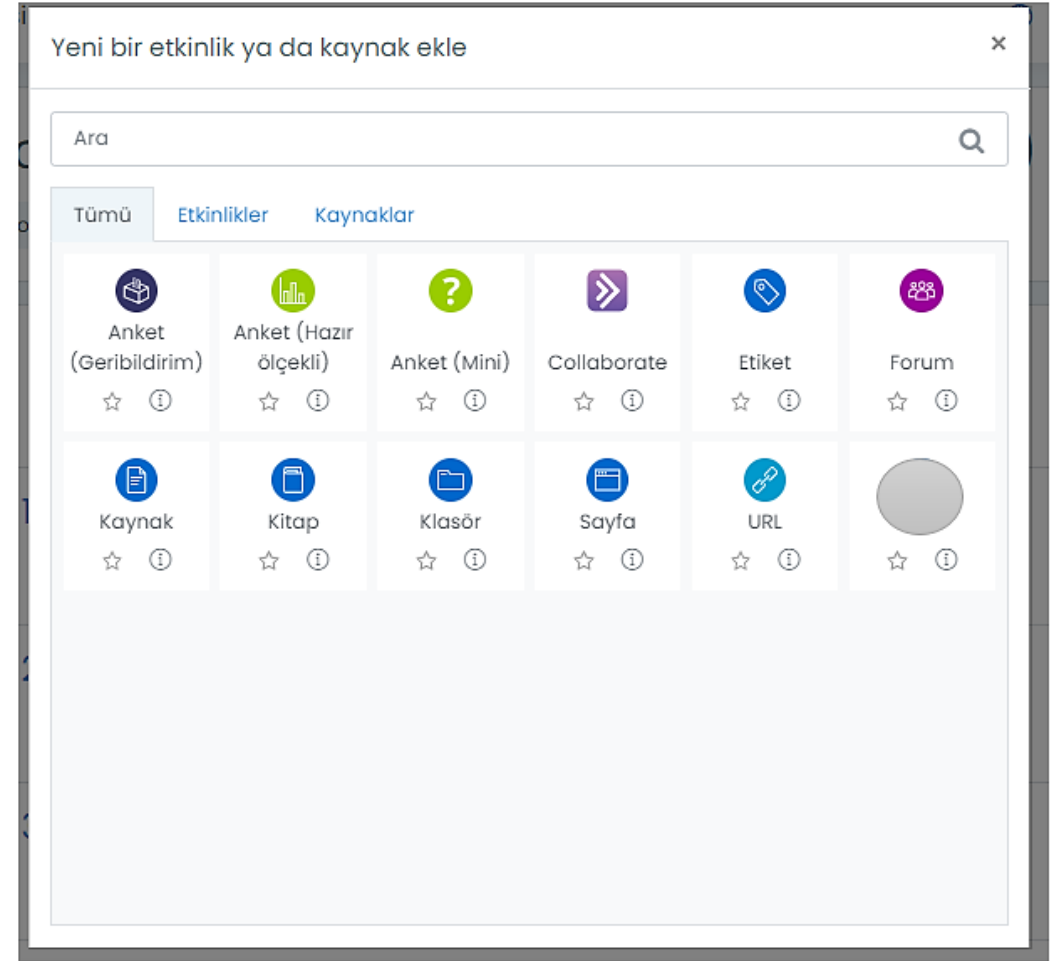 Yeni bir etkinlik ya da kaynak ekle
×
Ara
Tümü Etkinlikler Kaynaklar
Anket (Geribildirim)
Anket (Hazır ölçekli)
Anket (Mini)
Collaborate
Etiket
Forum
Kaynak
Kitap
Klasör
Sayfa
URL